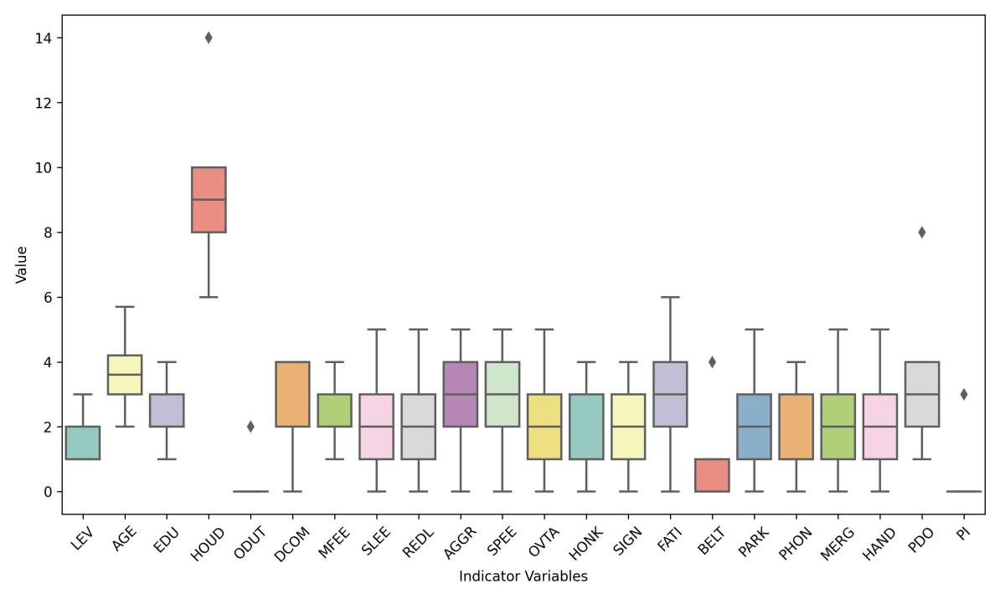 14
12
10
8
6
4
2
0
Value
LEV AGE EDU HOUD ODUT DCOM MFEE SLEE REDL AGGR SPEE OVTA HONK SIGN FATI BELT PARK PHON MERG HAND PDO PI
Indicator Variables